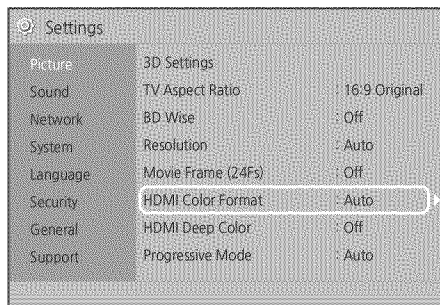 Settings
Picture
Sound
Network
System
Language
Security
General
Support
3D Settings
TV Aspect Ratio : 16:9 Original
BD Wise : Off
Resolution : Auto
Movie Frame (24Fs) : Off
HDMI Color Format : Auto
HDMI Deep Color : Off
Progressive Mode : Auto